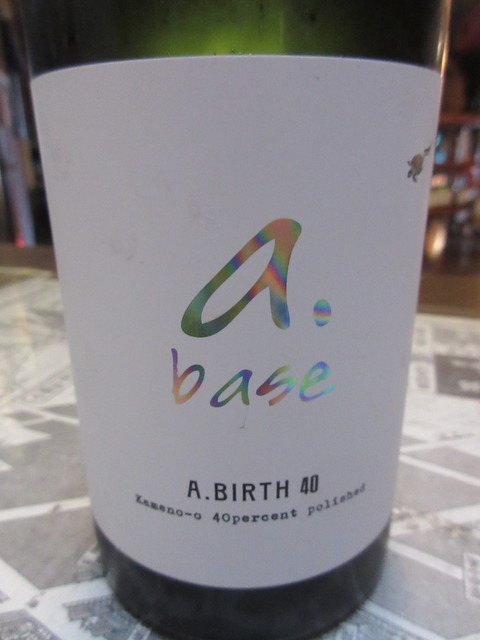 a.
base
A.BIRTH 40
Kameno-o 40percent polished